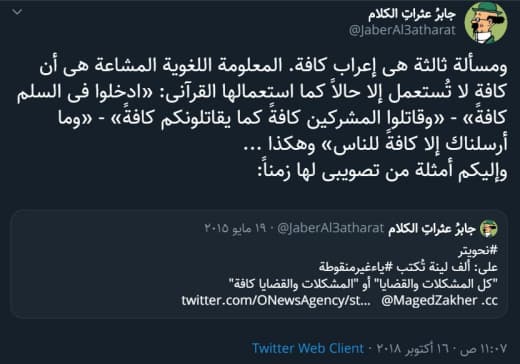 جابرُ عثراتِ الكلام
@JaberAl3atharat
ومسألة ثالثة هى إعراب كافة. المعلومة اللغوية المشاعة هى أن
كافة لا تُستعمل إلا حالاً كما استعمالها القرآنى: «ادخلوا فى السلم
كافةً» - «وقاتلوا المشركين كافةً كما يقاتلونكم كافةً» - «وما
أرسلناك إلا كافةً للناس» وهكذا ...
وإليكم أمثلة من تصويبى لها زمناً:
جابرُ عثراتِ الكلام @JaberAl3atharat · ١٩ مايو ٢٠١٥
#نحويتر
على: ألف لينة تُكتب #ياءغيرمنقوطة
"كل المشكلات والقضايا" أو "المشكلات والقضايا كافة"
twitter.com/ONewsAgency/st... @MagedZakher .cc
١١:٠٧ ص · ١٦ أكتوبر ٢٠١٨ · Twitter Web Client